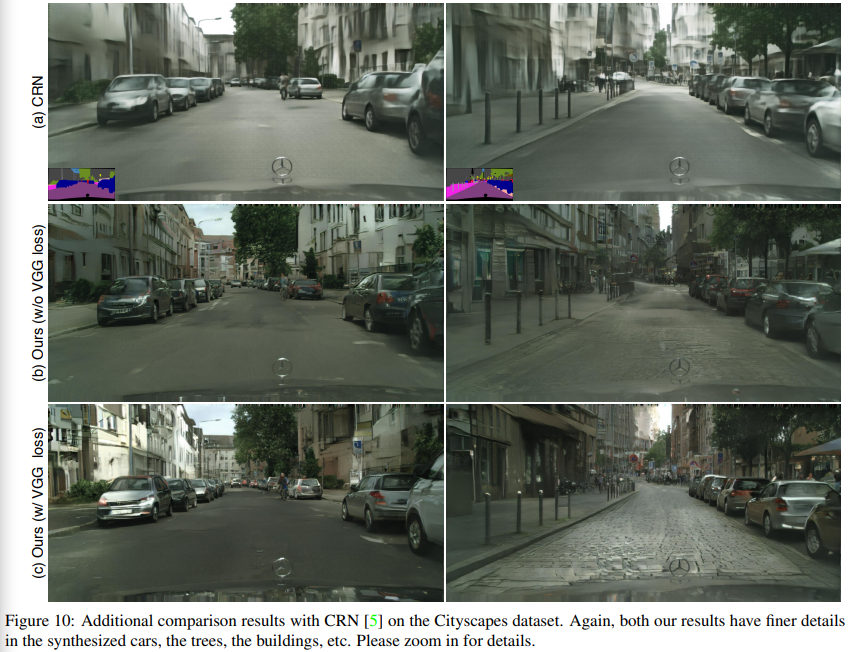 (a) CRN
(b) Ours (w/o VGG loss)
(c) Ours (w/ VGG loss)
Figure 10: Additional comparison results with CRN [5] on the Cityscapes dataset. Again, both our results have finer details
in the synthesized cars, the trees, the buildings, etc. Please zoom in for details.